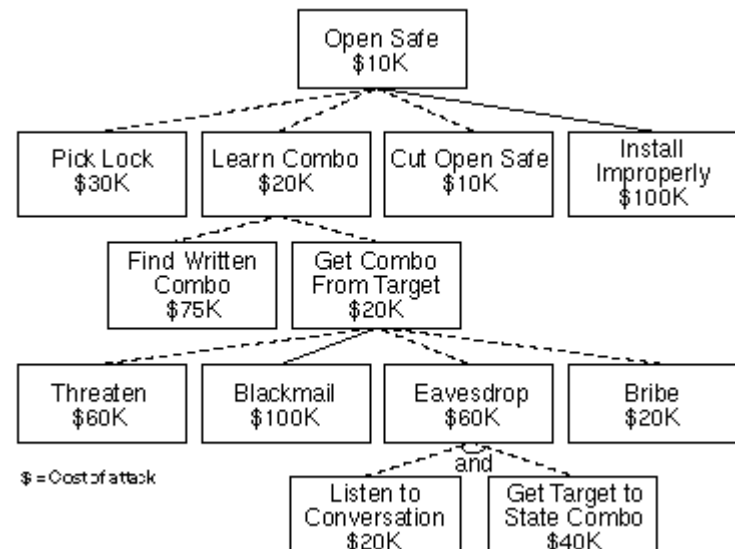 Open Safe
$10K
Pick Lock
$30K
Learn Combo
$20K
Cut Open Safe
$10K
Install
Improperly
$100K
Find Written
Combo
$75K
Get Combo
From Target
$20K
Threaten
$60K
Blackmail
$100K
Eavesdrop
$60K
Bribe
$20K
and
$ = Cost of attack
Listen to
Conversation
$20K
Get Target to
State Combo
$40K